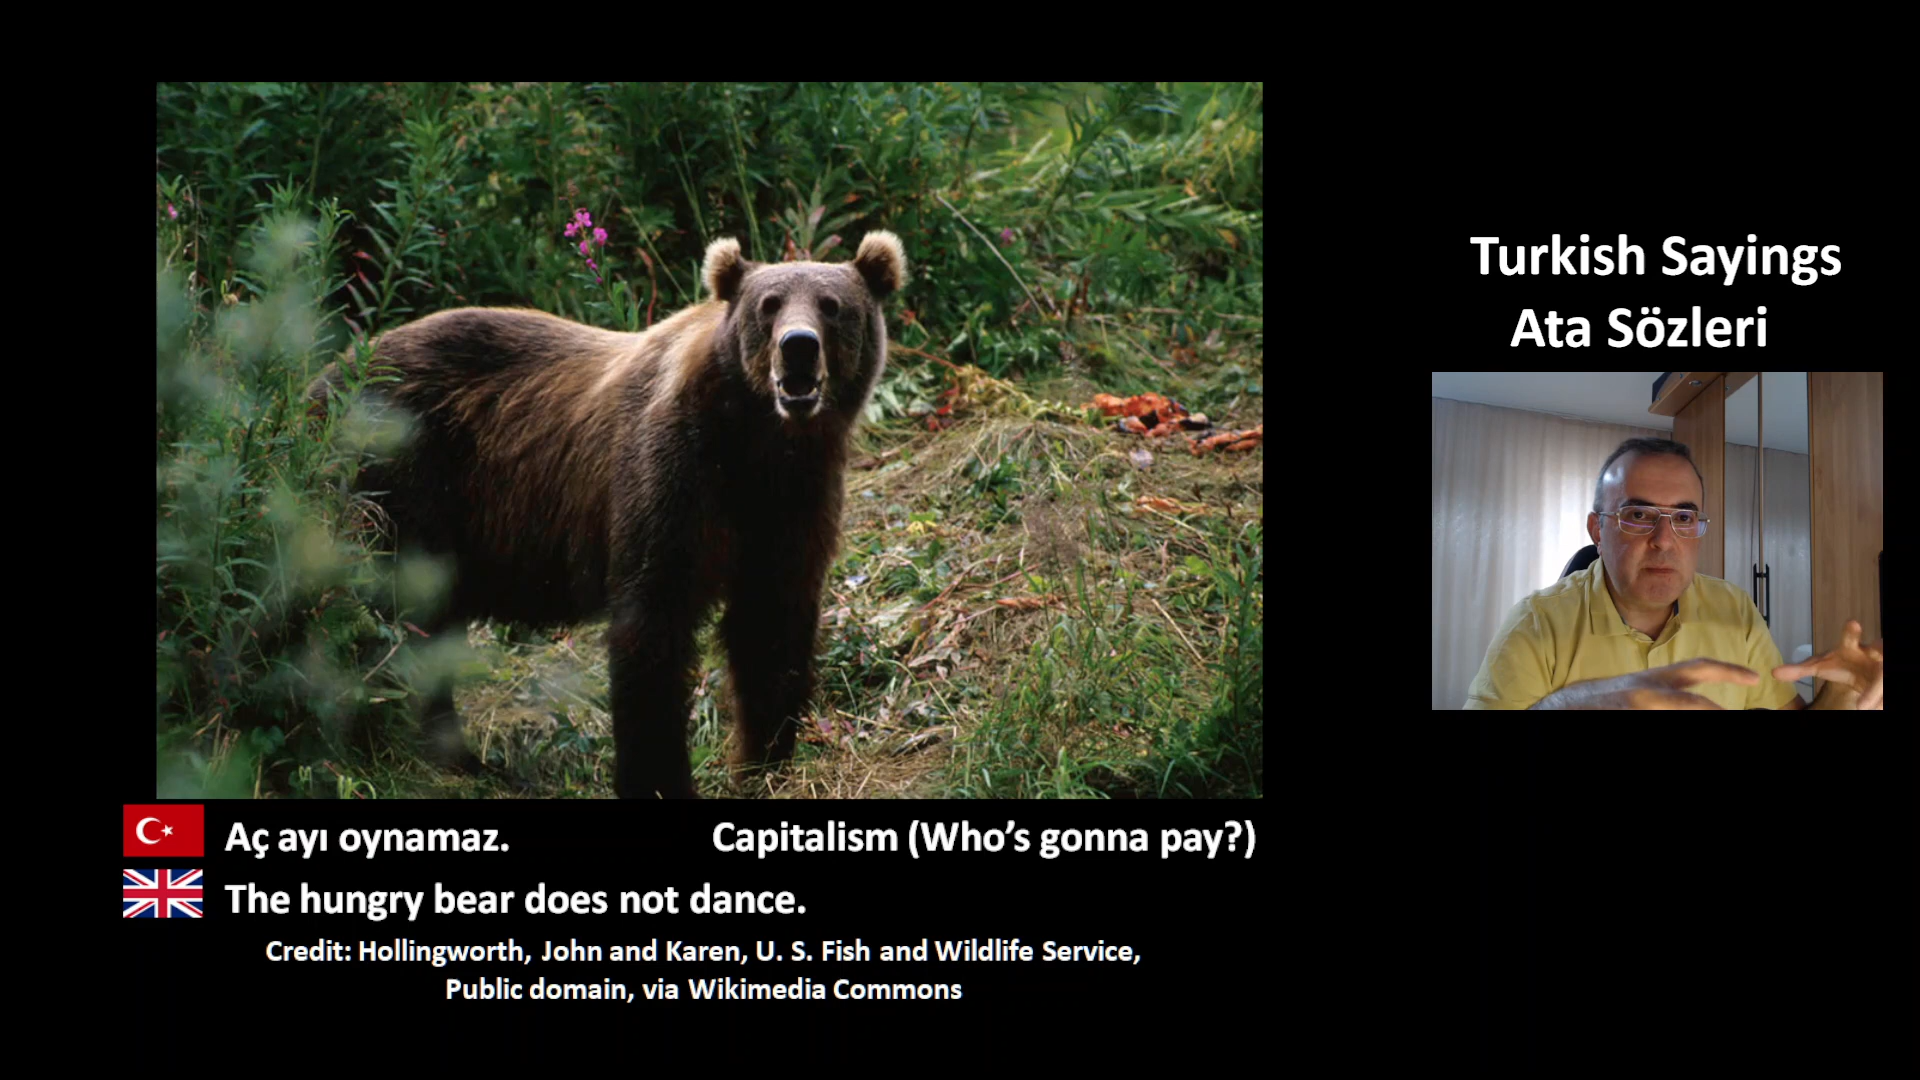 Turkish Sayings
Ata Sözleri
Aç ayı oynamaz.
Capitalism (Who’s gonna pay?)
The hungry bear does not dance.
Credit: Hollingworth, John and Karen, U. S. Fish and Wildlife Service,
Public domain, via Wikimedia Commons